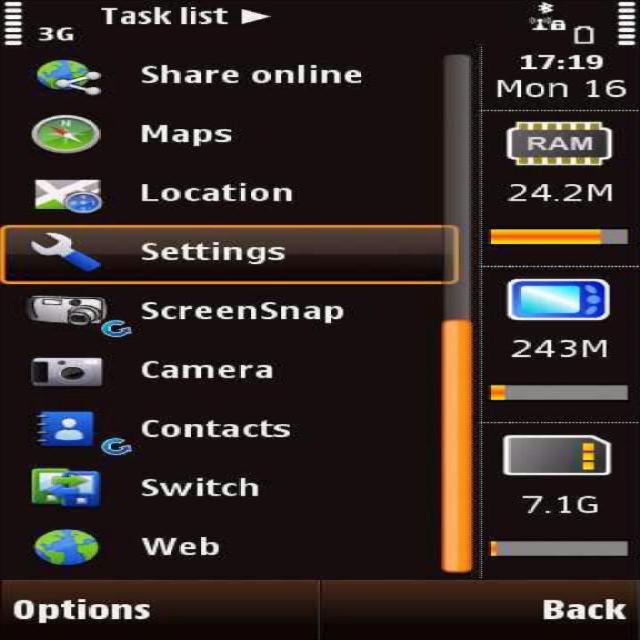 3G
Task list
17:19
Mon 16
Share online
Maps
Location
Settings
ScreenSnap
Camera
Contacts
Switch
Web
RAM
24.2M
243M
7.1G
Options
Back